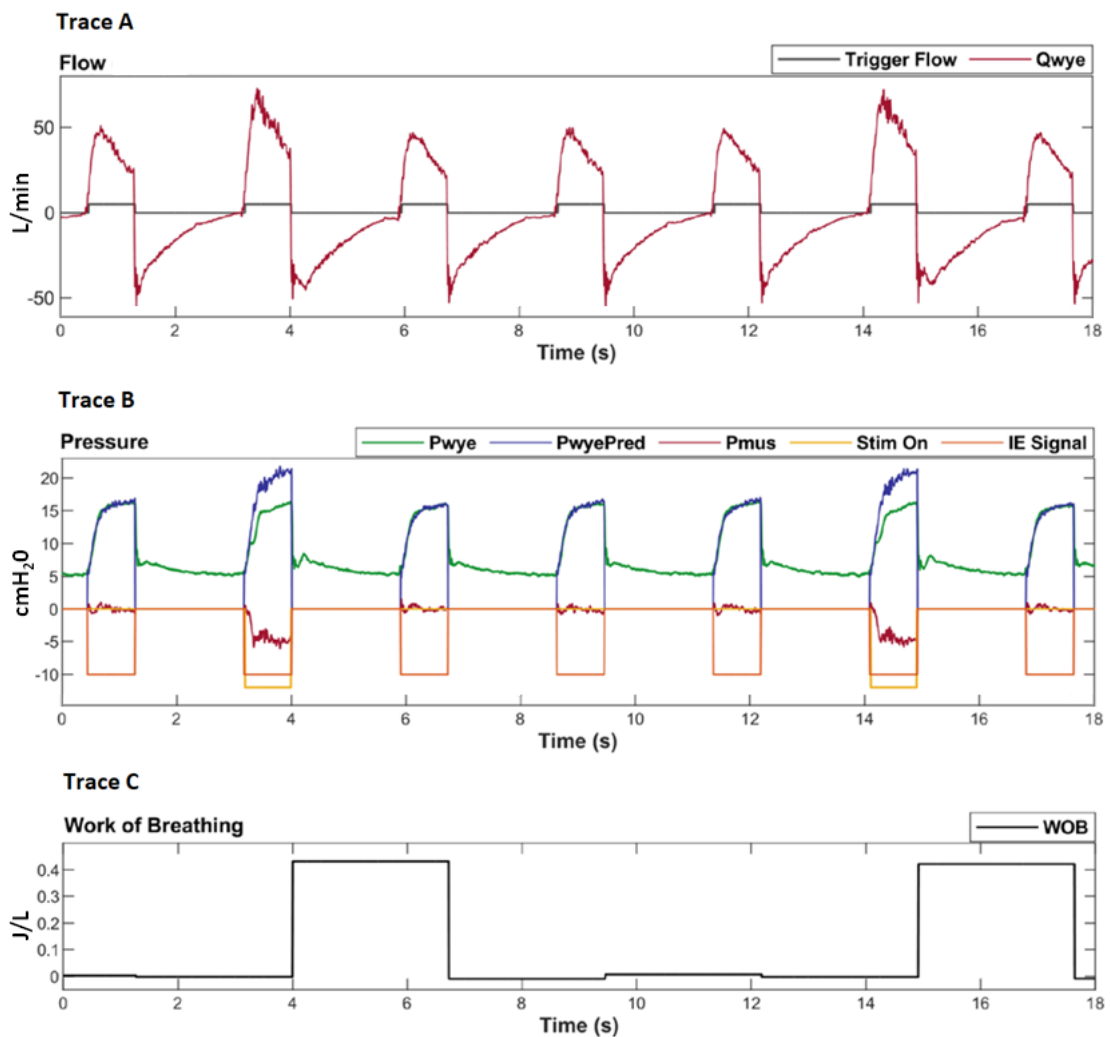 Trace A
Flow
Trigger Flow Qwye
50
0
-50
L/min
0 2 4 6 8 10 12 14 16 18
Time (s)
Trace B
Pressure
Pwye PwyePred Pmus Stim On IE Signal
20
15
10
5
0
-5
-10
cmH₂0
0 2 4 6 8 10 12 14 16 18
Time (s)
Trace C
Work of Breathing
WOB
0.4
0.3
0.2
0.1
0
J/L
0 2 4 6 8 10 12 14 16 18
Time (s)